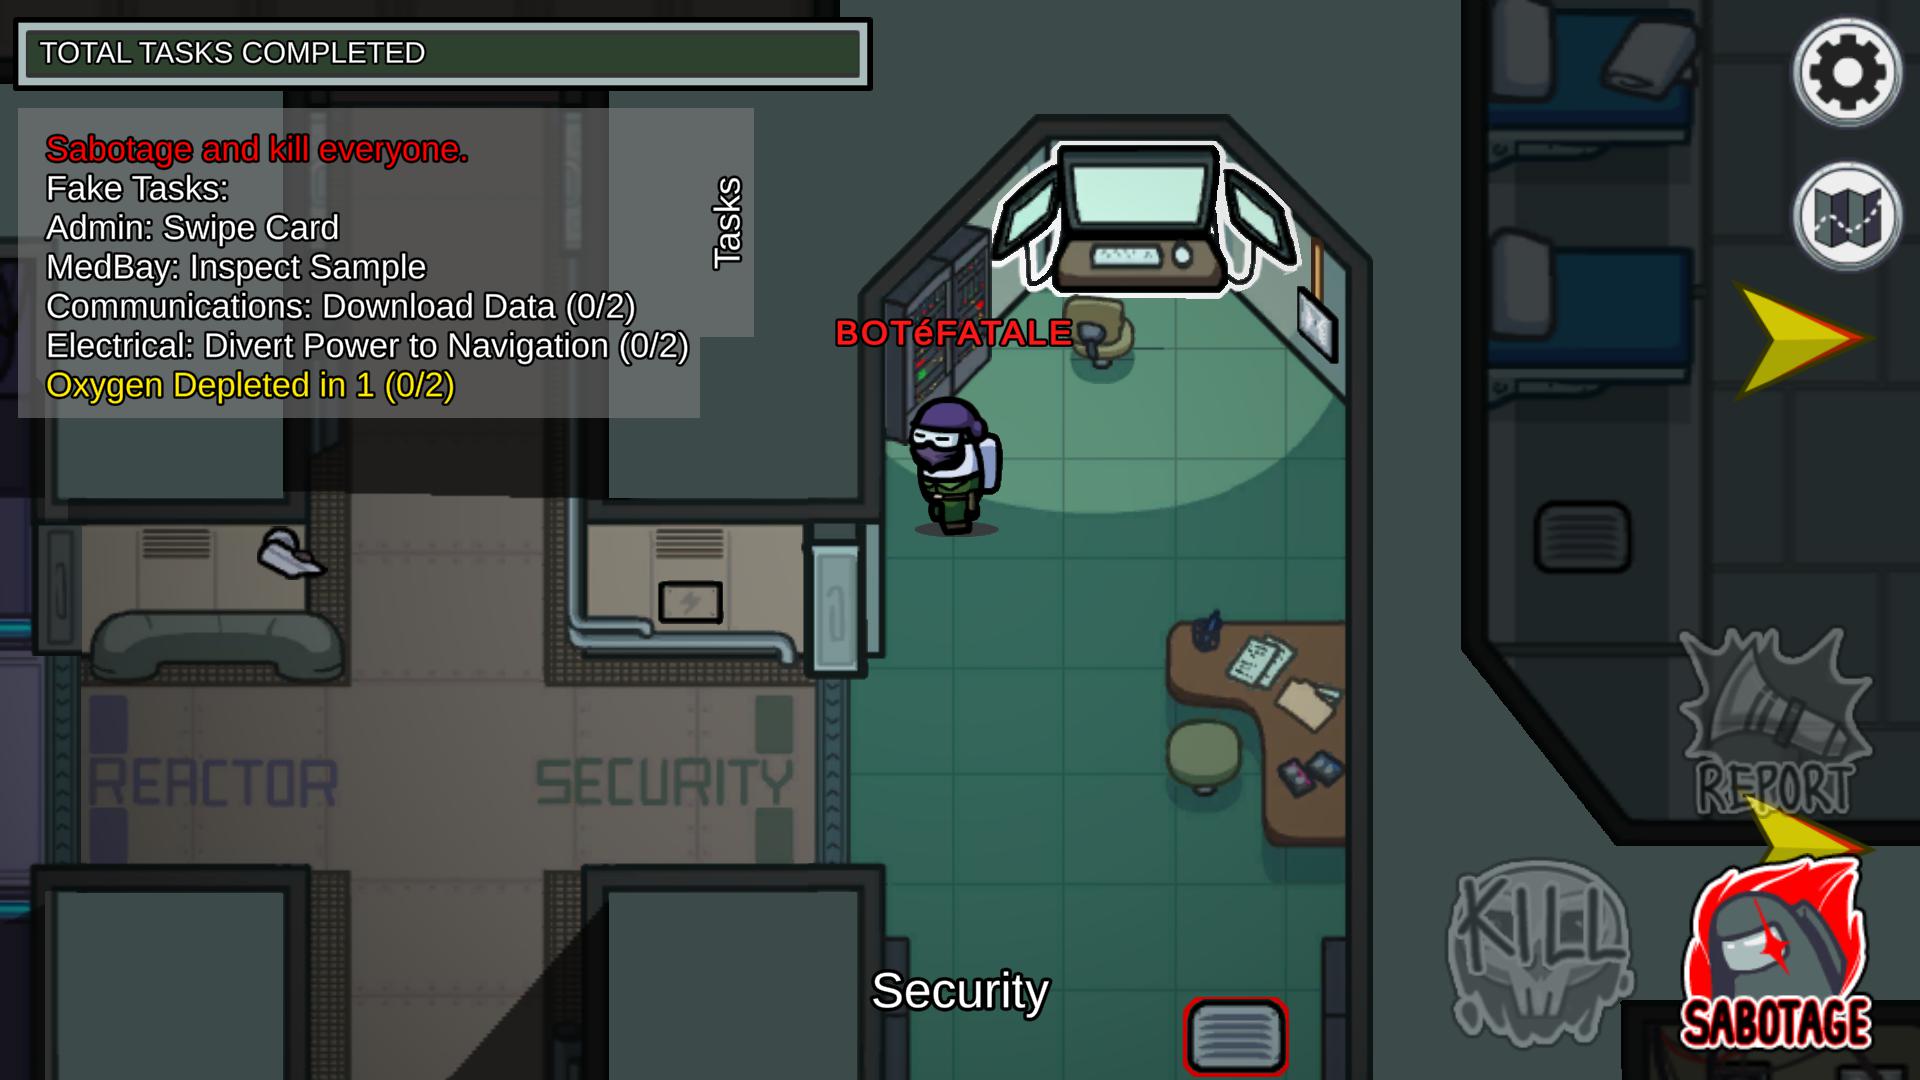 TOTAL TASKS COMPLETED
Sabotage and kill everyone.
Fake Tasks:
Admin: Swipe Card
MedBay: Inspect Sample
Communications: Download Data (0/2)
Electrical: Divert Power to Navigation (0/2)
Oxygen Depleted in 1 (0/2)
Tasks
BOTéFATALE
REACTOR
SECURITY
REPORT
KILL
SABOTAGE
Security